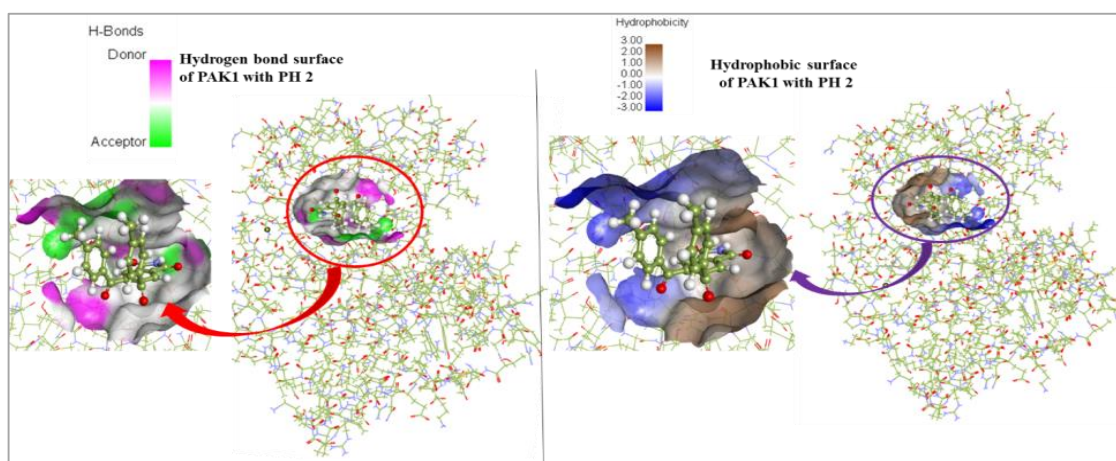 H-Bonds
Donor
Acceptor
Hydrogen bond surface
of PAK1 with PH 2
Hydrophobicity
3.00
2.00
1.00
0.00
-1.00
-2.00
-3.00
Hydrophobic surface
of PAK1 with PH 2